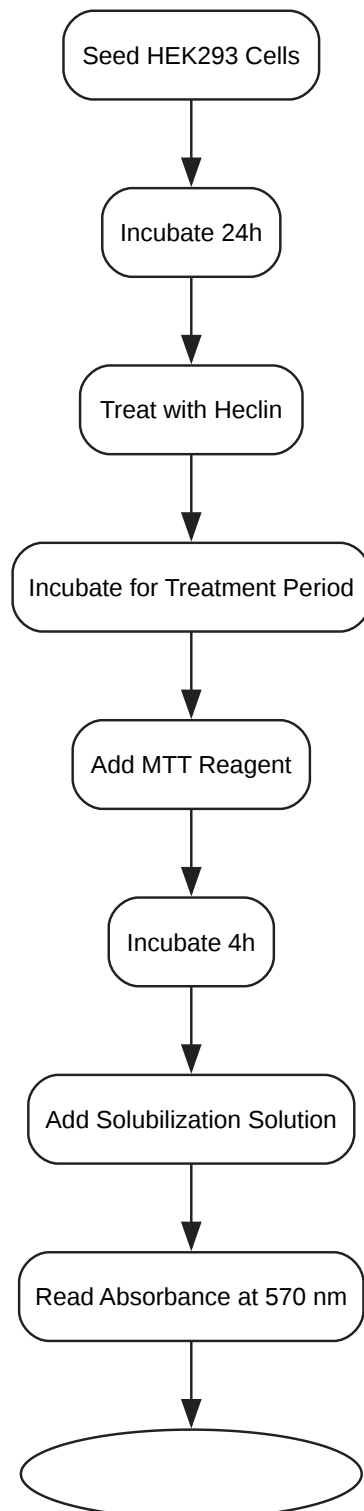 Seed HEK293 Cells
Incubate 24h
Treat with Heclin
Incubate for Treatment Period
Add MTT Reagent
Incubate 4h
Add Solubilization Solution
Read Absorbance at 570 nm